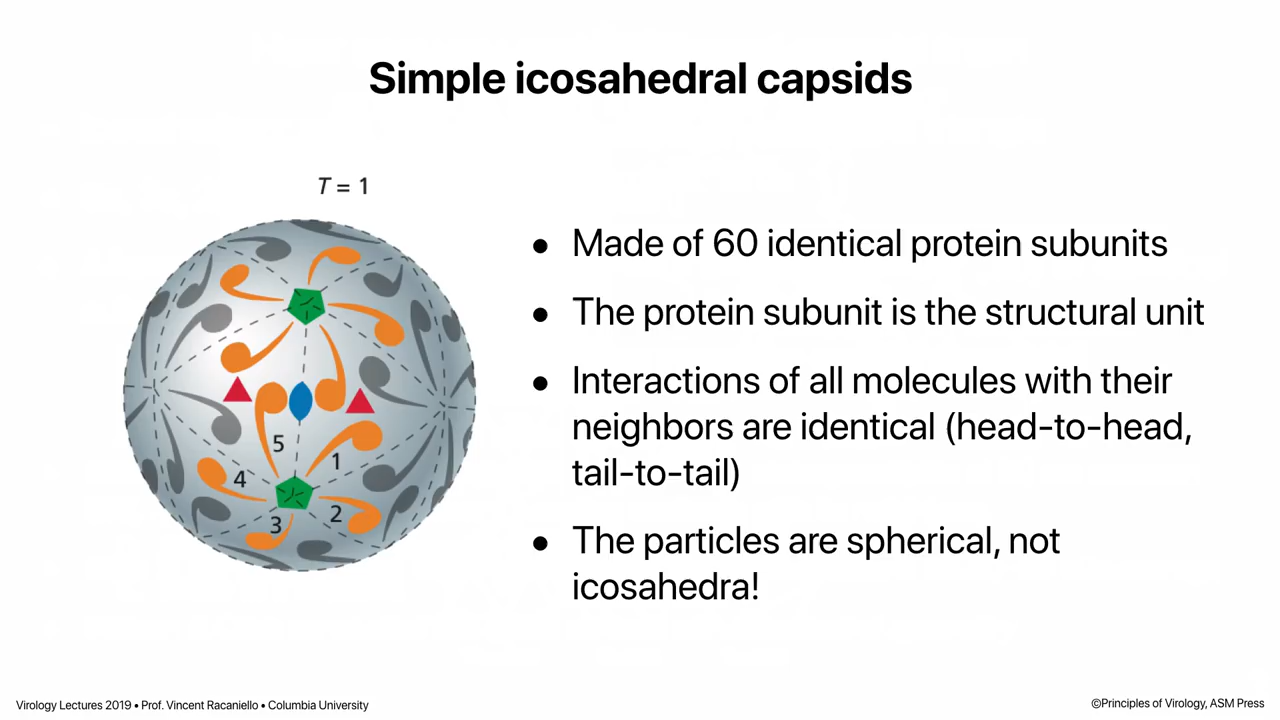 Simple icosahedral capsids
T = 1
● Made of 60 identical protein subunits
● The protein subunit is the structural unit
● Interactions of all molecules with their
neighbors are identical (head-to-head,
tail-to-tail)
● The particles are spherical, not
icosahedra!
5
1
4
2
3
Virology Lectures 2019 • Prof. Vincent Racaniello • Columbia University
©Principles of Virology, ASM Press